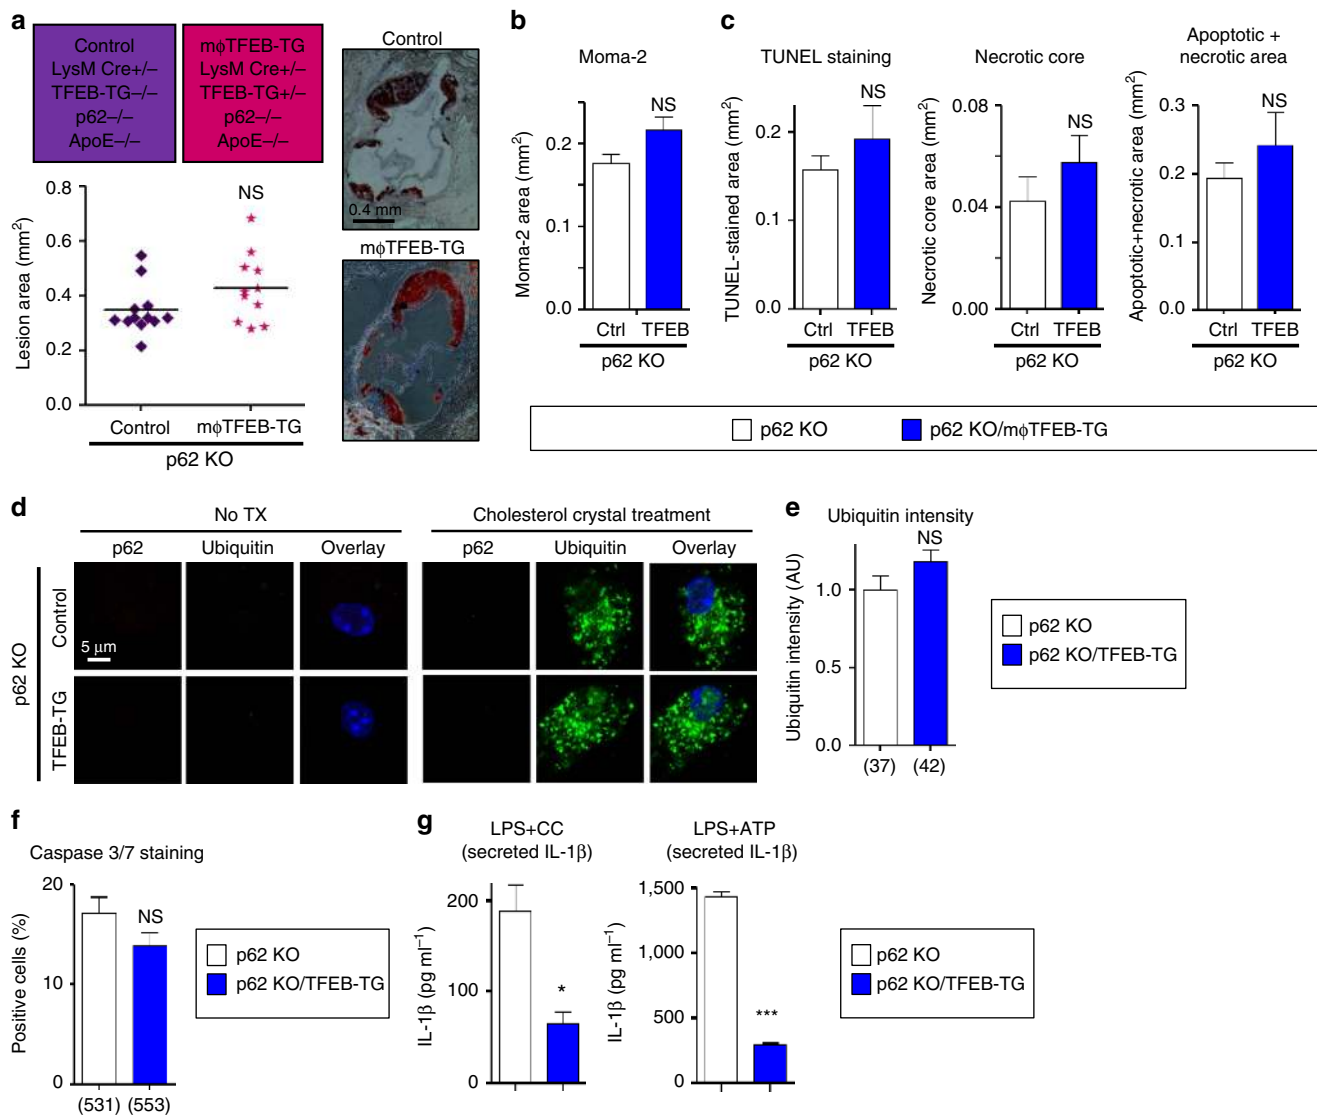 a
Control
LysM Cre+/–
TFEB-TG–/–
p62–/–
ApoE–/–
mϕTFEB-TG
LysM Cre+/–
TFEB-TG+/–
p62–/–
ApoE–/–
Control
0.4 mm
mϕTFEB-TG
Lesion area (mm²)
0.8
0.6
0.4
0.2
0.0
NS
Control
mϕTFEB-TG
p62 KO
b
Moma-2
Moma-2 area (mm²)
0.2
0.1
0.0
NS
Ctrl TFEB
p62 KO
c
TUNEL staining
TUNEL-stained area (mm²)
0.2
0.1
0.0
NS
Ctrl TFEB
p62 KO
Necrotic core
Necrotic core area (mm²)
0.08
0.04
0.00
NS
Ctrl TFEB
p62 KO
Apoptotic +
necrotic area
Apoptotic+necrotic area (mm²)
0.3
0.2
0.1
0.0
NS
Ctrl TFEB
p62 KO
p62 KO
p62 KO/mϕTFEB-TG
d
No TX
Cholesterol crystal treatment
p62 Ubiquitin Overlay
p62 Ubiquitin Overlay
p62 KO
Control
TFEB-TG
5 μm
e
Ubiquitin intensity
Ubiquitin intensity (AU)
1.0
0.5
0.0
NS
(37) (42)
p62 KO
p62 KO/TFEB-TG
f
Caspase 3/7 staining
Positive cells (%)
20
10
0
NS
(531) (553)
p62 KO
p62 KO/TFEB-TG
g
LPS+CC
(secreted IL-1β)
IL-1β (pg ml⁻¹)
200
100
0
*
LPS+ATP
(secreted IL-1β)
IL-1β (pg ml⁻¹)
1,500
1,000
500
0
***
p62 KO
p62 KO/TFEB-TG